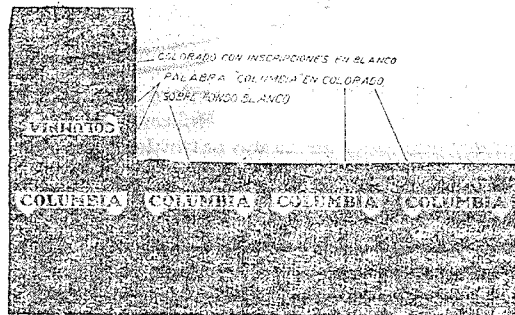 COLORADO CON INSCRIPCIONES EN BLANCO
PALABRA "COLUMBIA" EN COLORADO
SOBRE FONDO BLANCO
COLUMBIA
COLUMBIA COLUMBIA COLUMBIA COLUMBIA